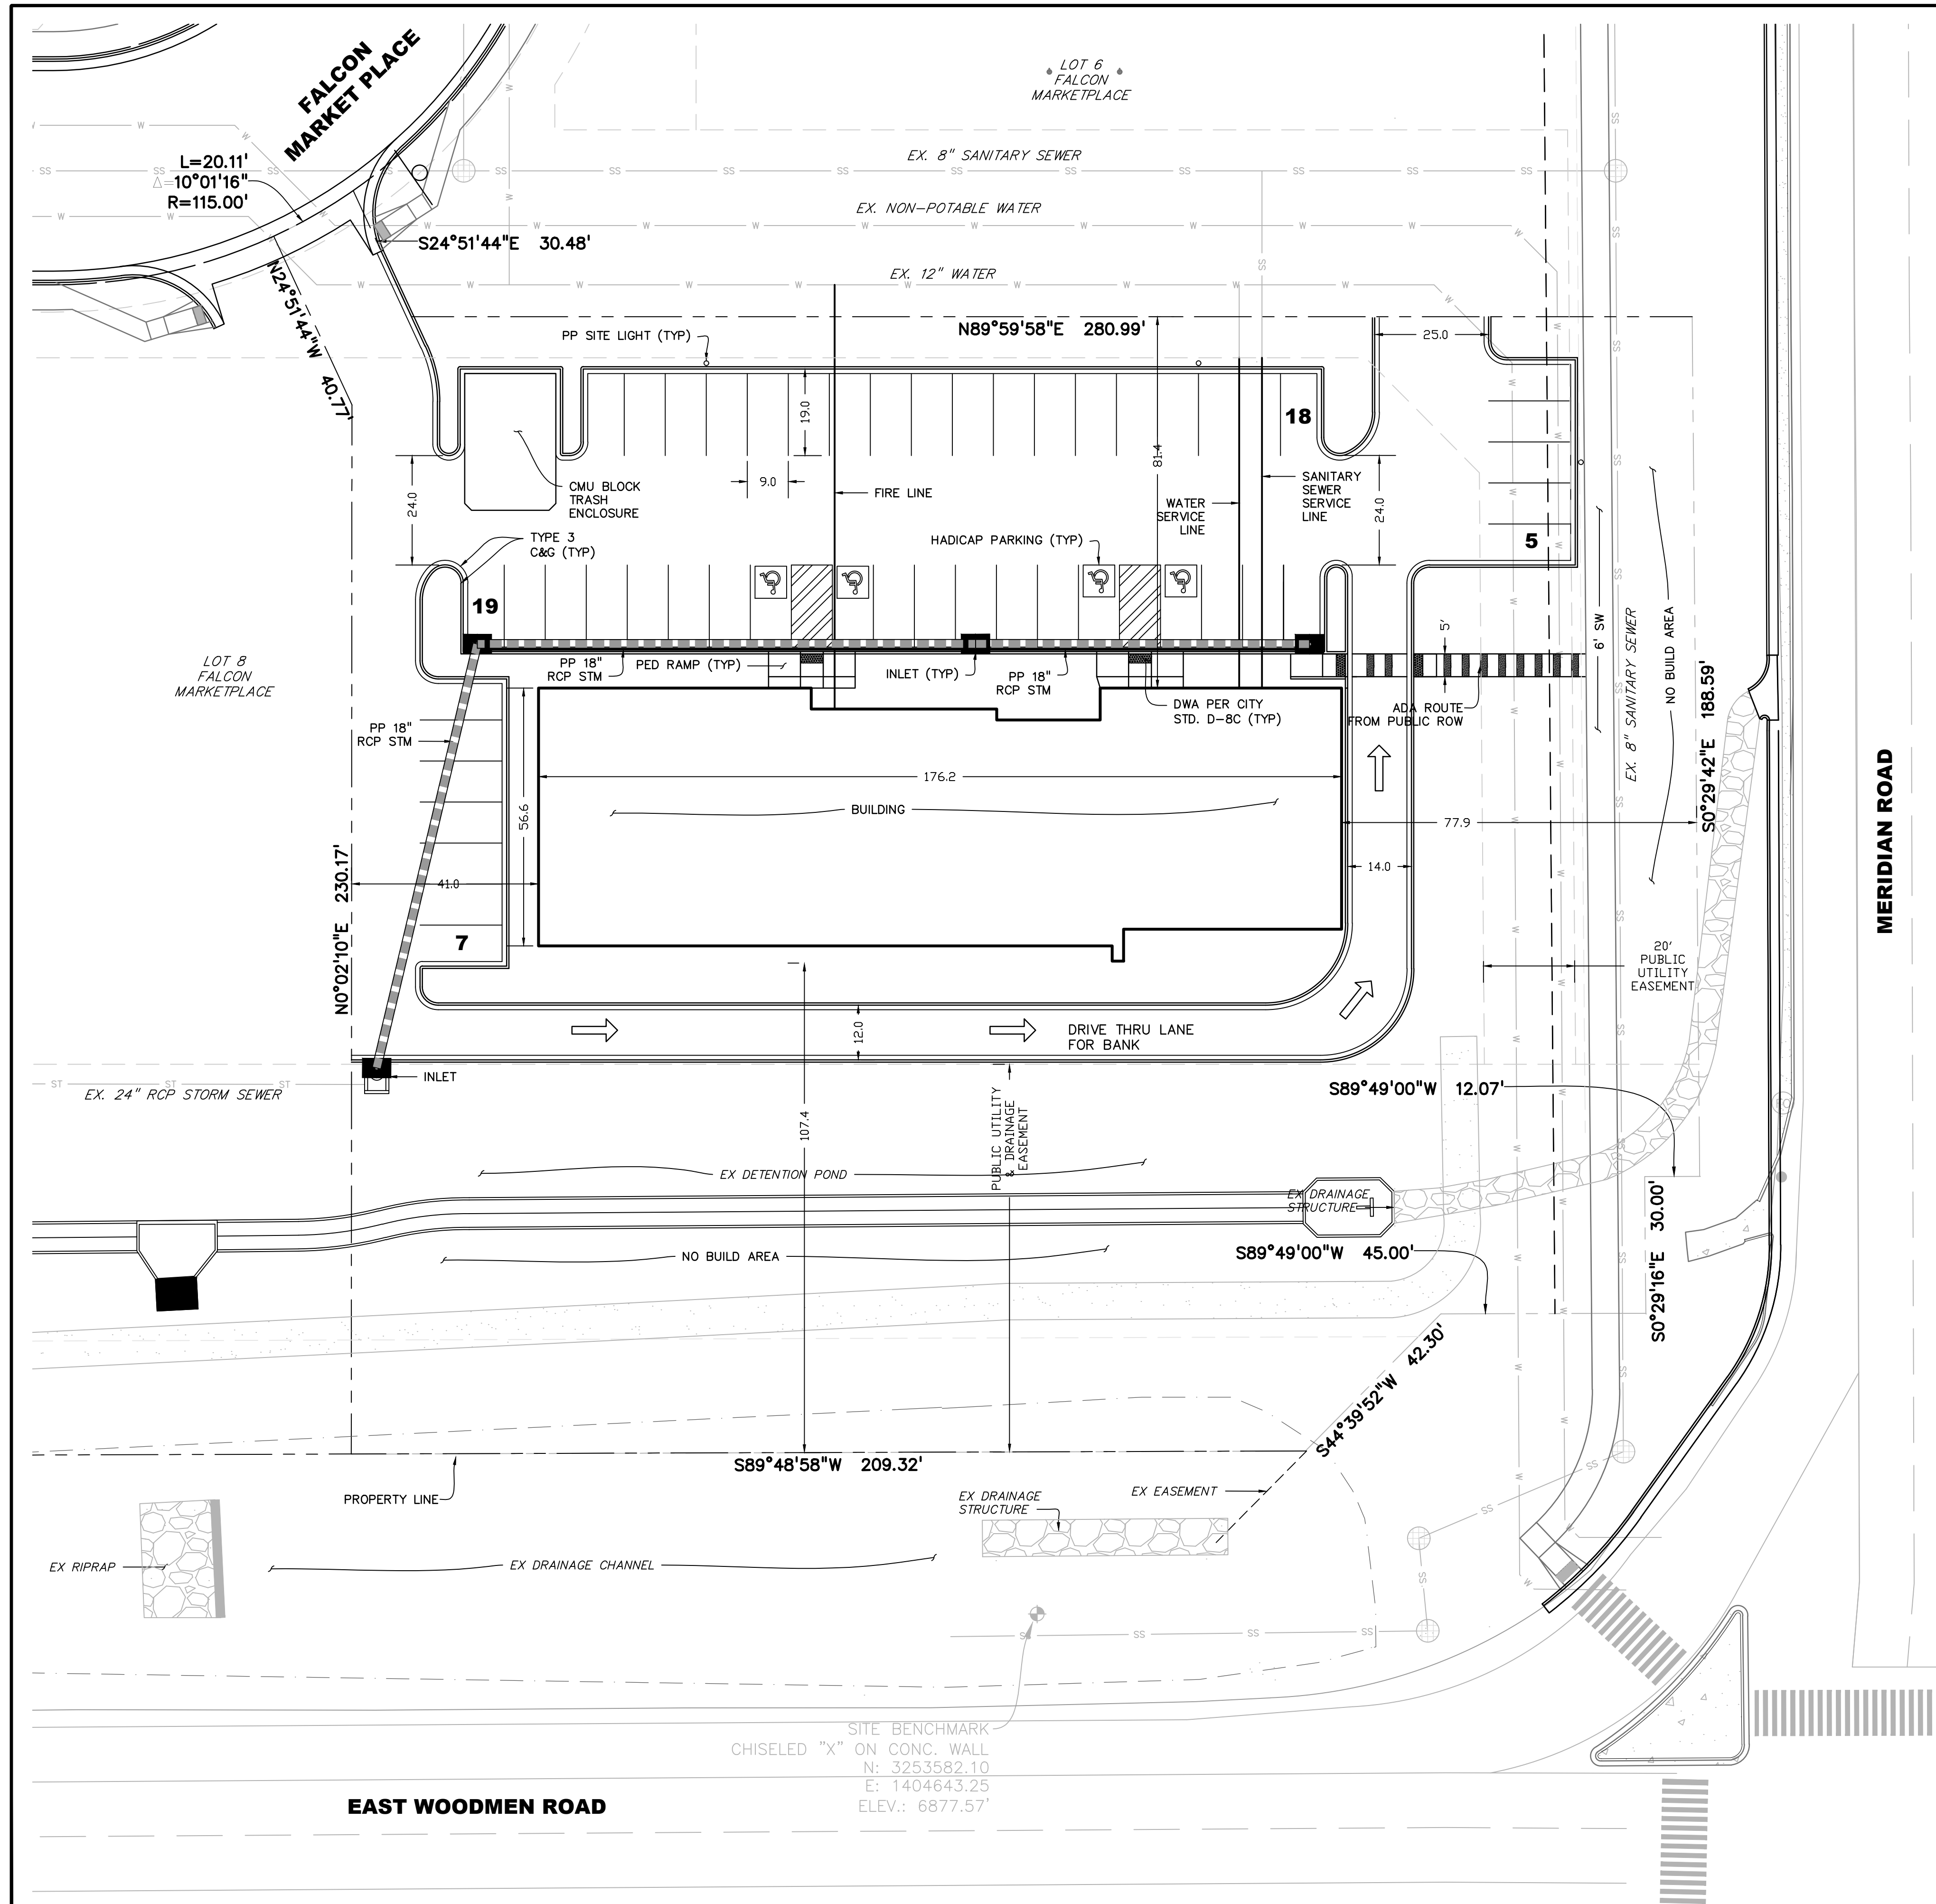 FALCON
MARKET PLACE
LOT 6
FALCON
MARKETPLACE
L=20.11'
Δ=10°01'16"
R=115.00'
EX. 8" SANITARY SEWER
EX. NON-POTABLE WATER
S24°51'44"E 30.48'
EX. 12" WATER
N24°51'44"W 40.77'
PP SITE LIGHT (TYP)
N89°59'58"E 280.99'
25.0
19.0
18
81.4
24.0
9.0
CMU BLOCK
TRASH
ENCLOSURE
FIRE LINE
WATER
SERVICE
LINE
SANITARY
SEWER
SERVICE
LINE
24.0
TYPE 3
C&G (TYP)
HADICAP PARKING (TYP)
5
19
5'
6' SW
EX. 8" SANITARY SEWER
NO BUILD AREA
LOT 8
FALCON
MARKETPLACE
PP 18"
RCP STM
PED RAMP (TYP)
INLET (TYP)
PP 18"
RCP STM
DWA PER CITY
STD. D-8C (TYP)
ADA ROUTE
FROM PUBLIC ROW
S0°29'42"E 188.59'
MERIDIAN ROAD
PP 18"
RCP STM
176.2
56.6
BUILDING
77.9
14.0
41.0
N0°02'10"E 230.17'
7
20'
PUBLIC
UTILITY
EASEMENT
12.0
DRIVE THRU LANE
FOR BANK
INLET
ST
ST
ST
EX. 24" RCP STORM SEWER
107.4
PUBLIC UTILITY
& DRAINAGE
EASEMENT
S89°49'00"W 12.07'
EX DETENTION POND
EX DRAINAGE
STRUCTURE
S0°29'16"E 30.00'
NO BUILD AREA
S89°49'00"W 45.00'
S44°39'52"W 42.30'
S89°48'58"W 209.32'
PROPERTY LINE
EX DRAINAGE
STRUCTURE
EX EASEMENT
EX RIPRAP
EX DRAINAGE CHANNEL
SITE BENCHMARK
CHISELED "X" ON CONC. WALL
N: 3253582.10
E: 1404643.25
ELEV.: 6877.57'
EAST WOODMEN ROAD